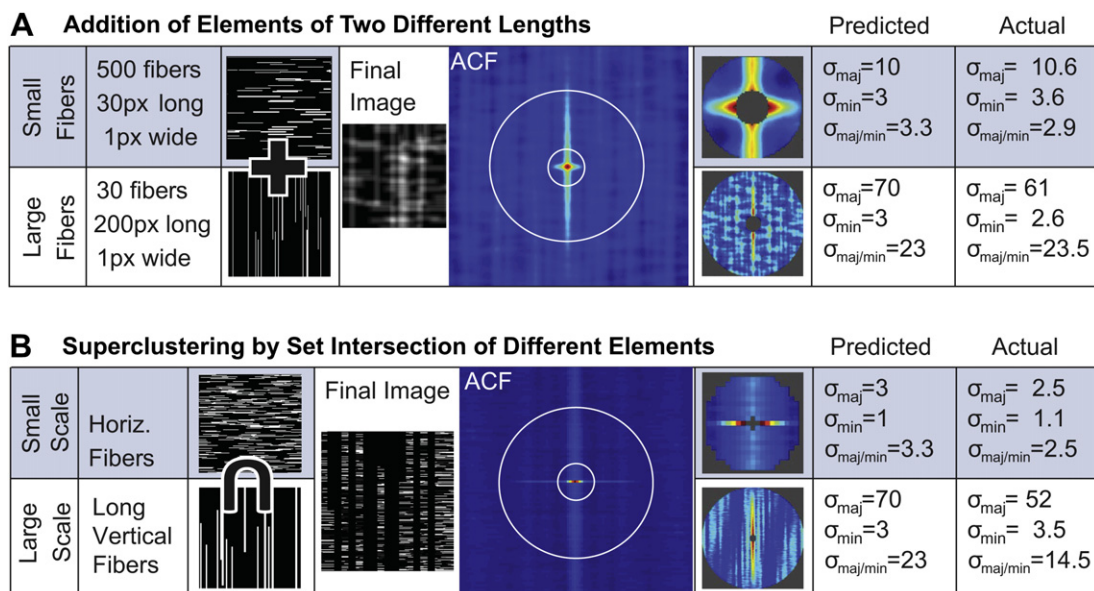 A Addition of Elements of Two Different Lengths
Predicted
Actual
Small
Fibers
500 fibers
30px long
1px wide
Final
Image
ACF
σmaj=10
σmin=3
σmaj/min=3.3
σmaj= 10.6
σmin= 3.6
σmaj/min=2.9
Large
Fibers
30 fibers
200px long
1px wide
σmaj=70
σmin=3
σmaj/min=23
σmaj= 61
σmin= 2.6
σmaj/min=23.5
B Superclustering by Set Intersection of Different Elements
Predicted
Actual
Small
Scale
Horiz.
Fibers
Final Image
ACF
σmaj=3
σmin=1
σmaj/min=3.3
σmaj= 2.5
σmin= 1.1
σmaj/min=2.5
Large
Scale
Long
Vertical
Fibers
σmaj=70
σmin=3
σmaj/min=23
σmaj= 52
σmin= 3.5
σmaj/min=14.5